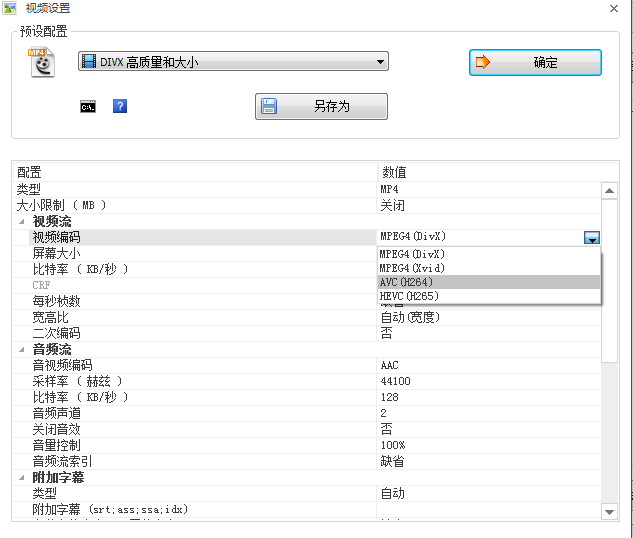 视频设置
预设配置
MP4
DIVX 高质量和大小
确定
C:\.
?
另存为
配置 数值
类型 MP4
大小限制 ( MB ) 关闭
视频流
视频编码 MPEG4(DivX)
屏幕大小 MPEG4(DivX)
比特率 ( KB/秒 ) MPEG4(Xvid)
CRF AVC(H264)
每秒桢数 HEVC(H265)
宽高比 自动(宽度)
二次编码 否
音频流
音视频编码 AAC
采样率 ( 赫兹 ) 44100
比特率 ( KB/秒 ) 128
音频声道 2
关闭音效 否
音量控制 100%
音频流索引 缺省
附加字幕
类型 自动
附加字幕 (srt;ass;ssa;idx)